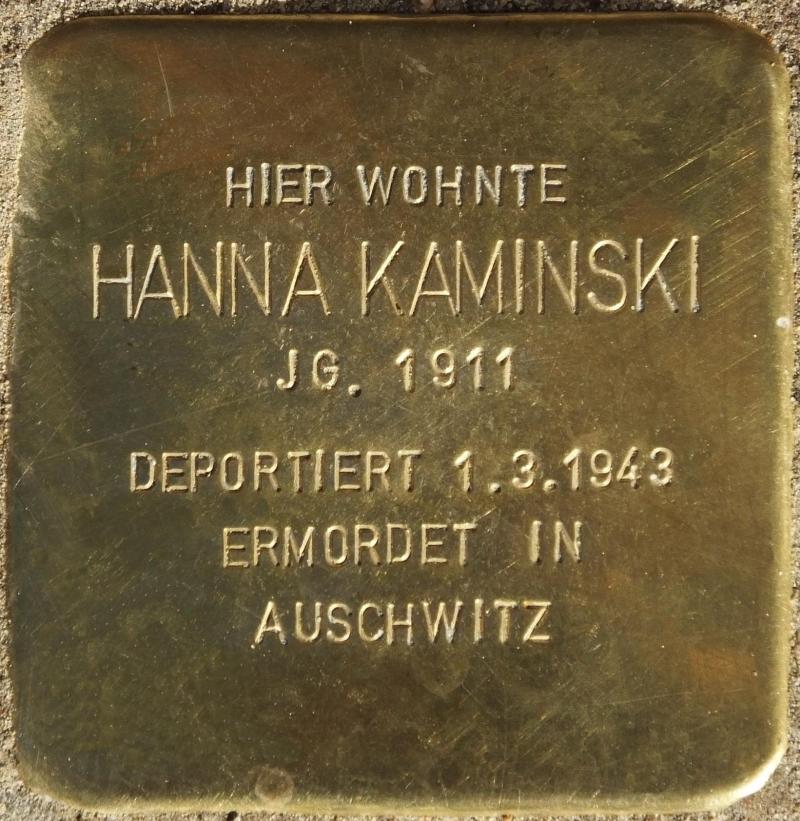 HIER WOHNTE
HANNA KAMINSKI
JG. 1911
DEPORTIERT 1.3.1943
ERMORDET IN
AUSCHWITZ